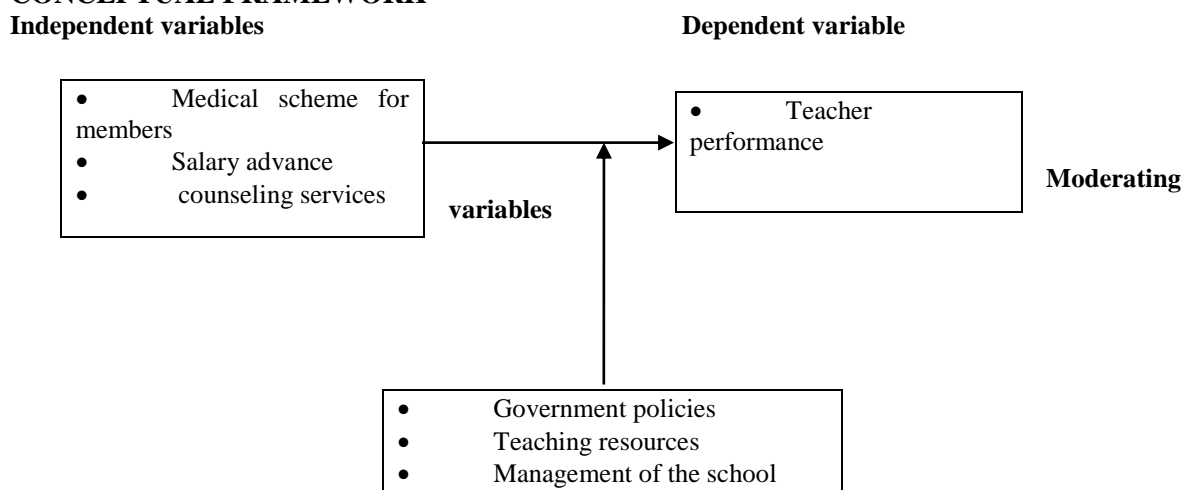 CONCEPTUAL FRAMEWORK
Independent variables
Dependent variable
• Medical scheme for
members
• Salary advance
• counseling services
• Teacher
performance
Moderating
variables
• Government policies
• Teaching resources
• Management of the school